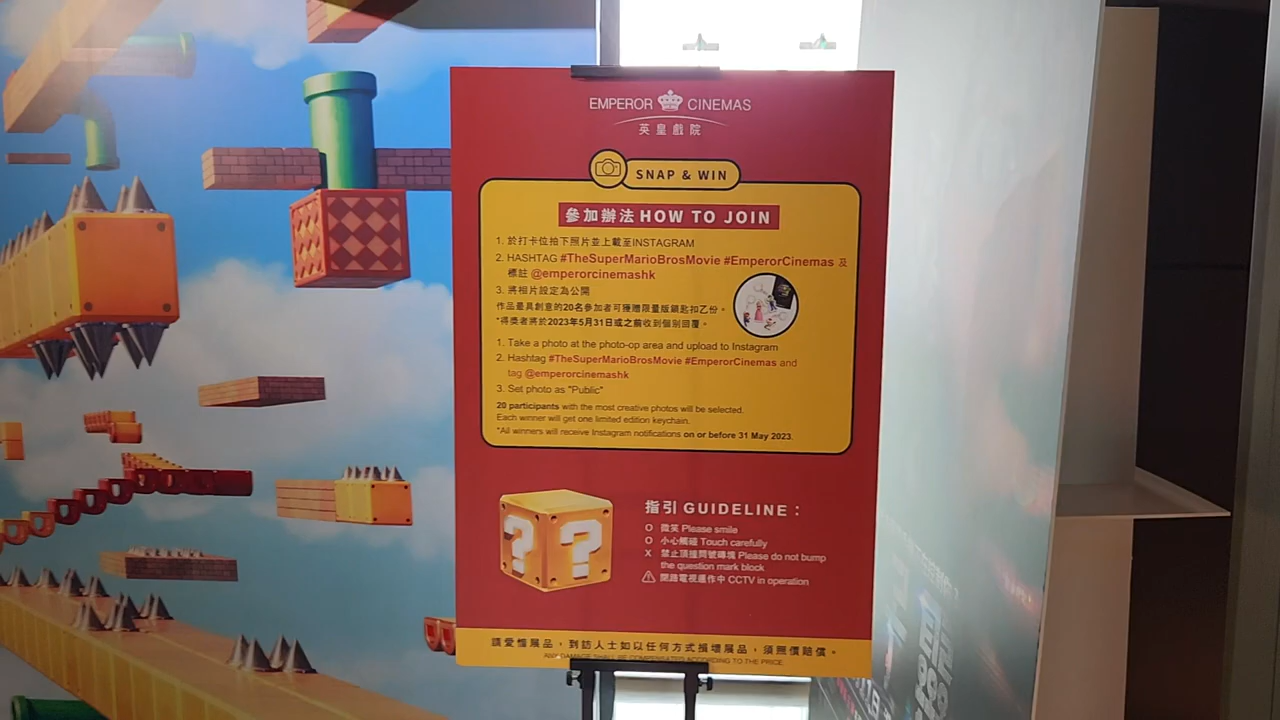 EMPEROR CINEMAS
英皇戲院
SNAP & WIN
參加辦法 HOW TO JOIN
1. 於打卡位拍下照片並上載至INSTAGRAM
2. HASHTAG #TheSuperMarioBrosMovie #EmperorCinemas 及
標註 @emperorcinemashk
3. 將相片設定為公開
作品最具創意的20名參加者可獲贈限量版鎖匙扣乙份。
*得獎者將於2023年5月31日或之前收到個別回覆。
1. Take a photo at the photo-op area and upload to Instagram
2. Hashtag #TheSuperMarioBrosMovie #EmperorCinemas and
tag @emperorcinemashk
3. Set photo as "Public"
20 participants with the most creative photos will be selected.
Each winner will get one limited edition keychain.
*All winners will receive Instagram notifications on or before 31 May 2023.
? ?
指引 GUIDELINE：
O 微笑 Please smile
O 小心觸碰 Touch carefully
X 禁止頂撞問號磚塊 Please do not bump
the question mark block
閉路電視運作中 CCTV in operation
請愛惜展品，到訪人士如以任何方式損壞展品，須照價賠償。
ANY DAMAGE SHALL BE COMPENSATED ACCORDING TO THE PRICE.